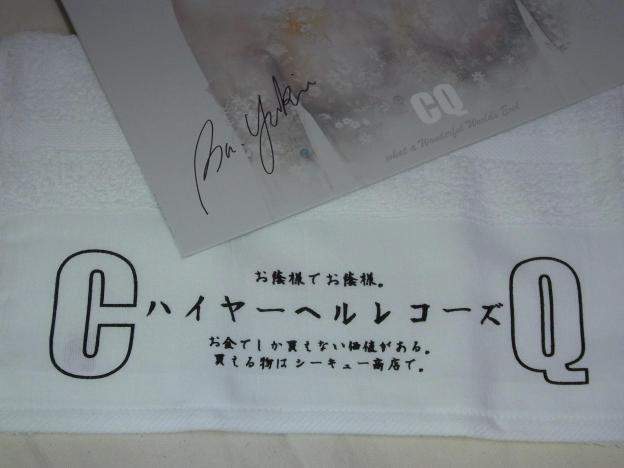 CQ
what a Wonderful World's End
C
お陰様でお陰様。
ハイヤーヘルレコーズ
お金でしか買えない価値がある。
買える物はシーキュー商店で。
Q